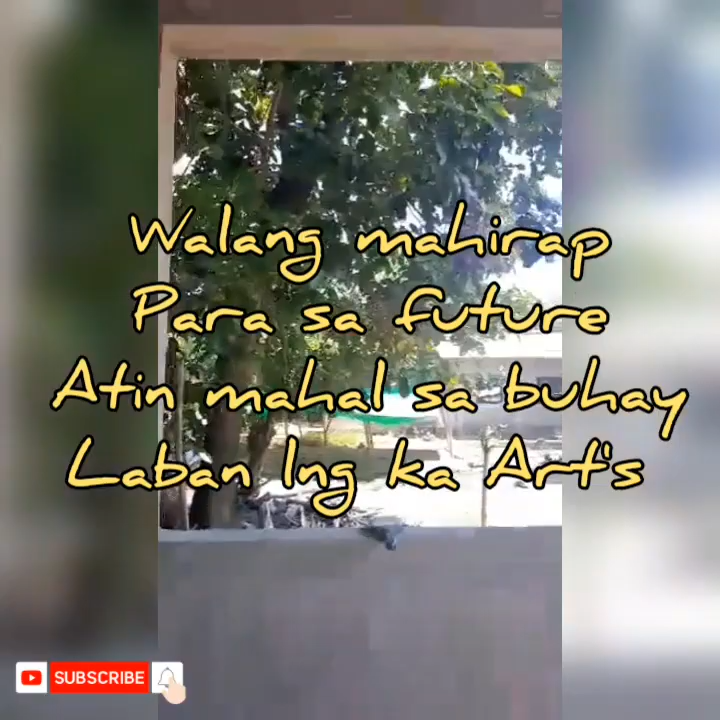 Walang mahirap
Para sa future
Atin mahal sa buhay
Laban lng ka Art's
SUBSCRIBE